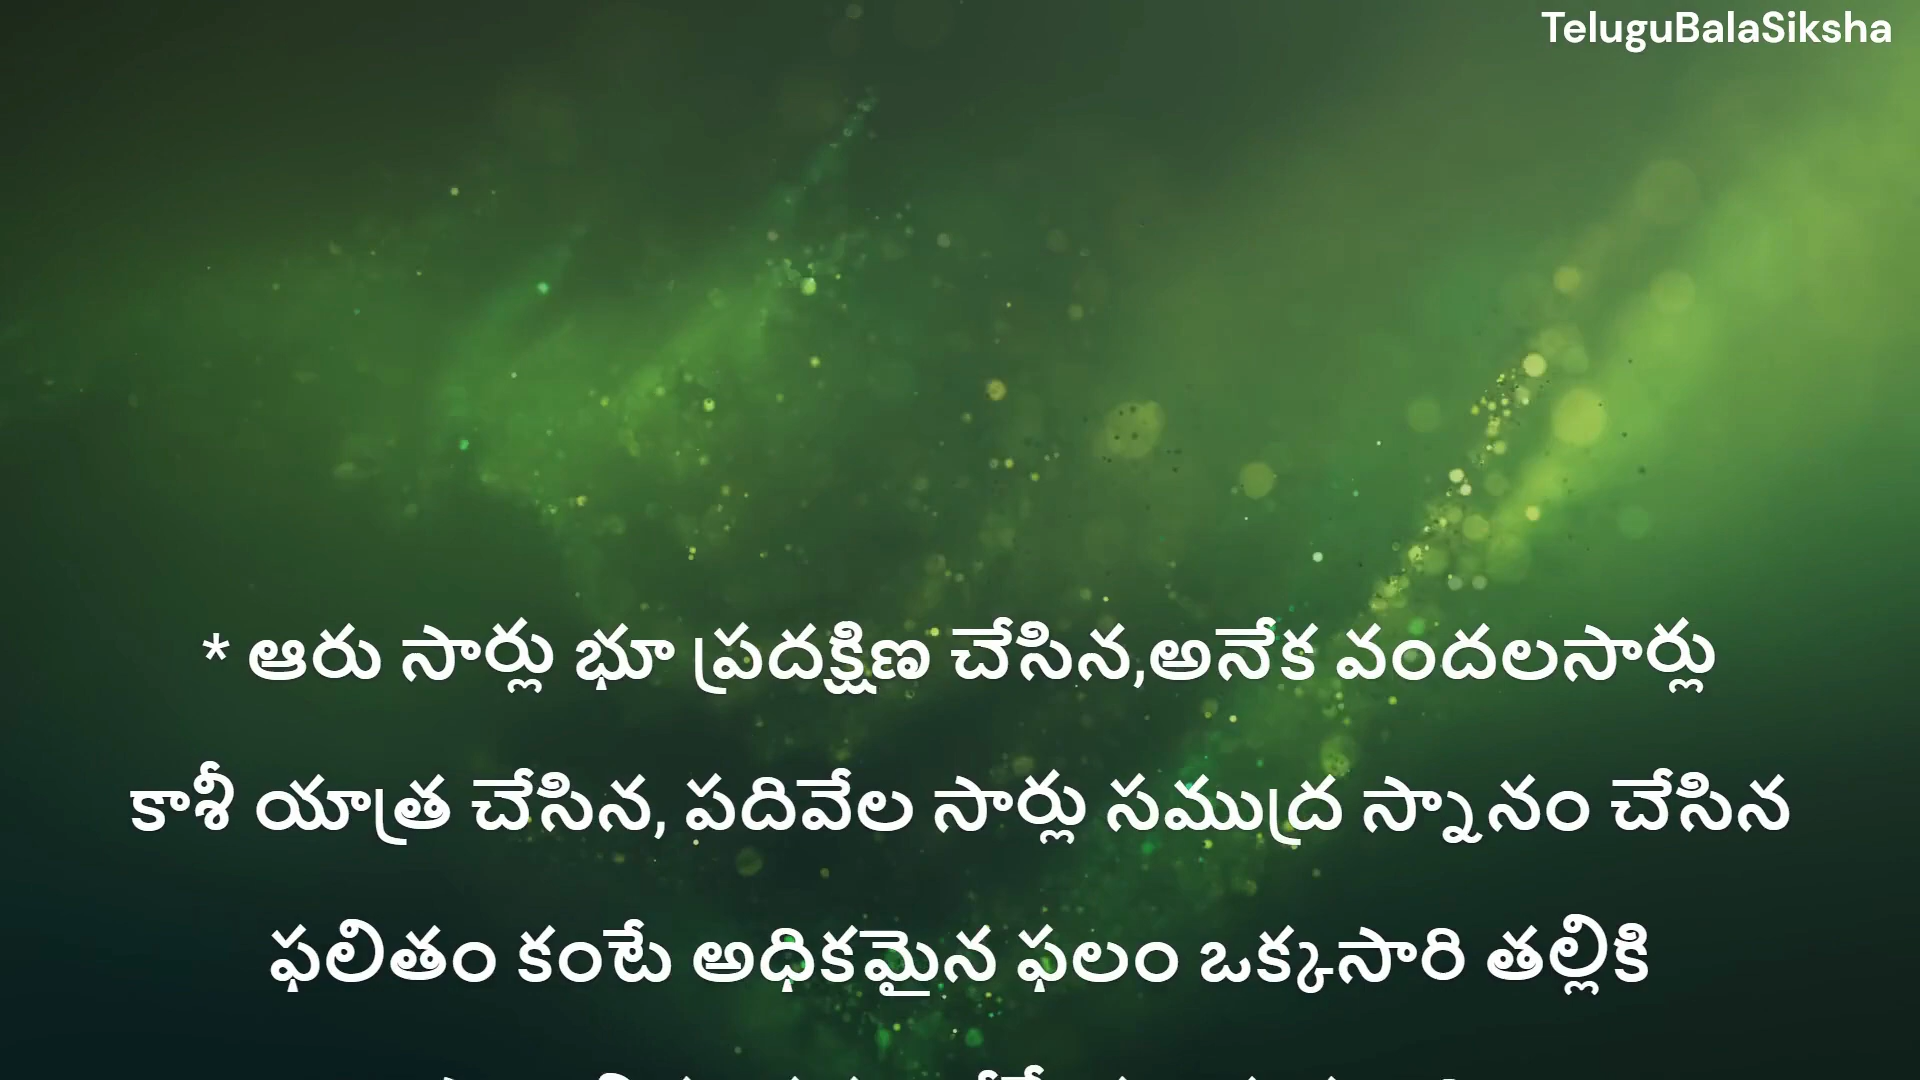 TeluguBalaSiksha
* ఆరు సార్లు భూ ప్రదక్షిణ చేసిన,అనేక వందలసార్లు
కాశీ యాత్ర చేసిన, పదివేల సార్లు సముద్ర స్నానం చేసిన
ఫలితం కంటే అధికమైన ఫలం ఒక్కసారి తల్లికి